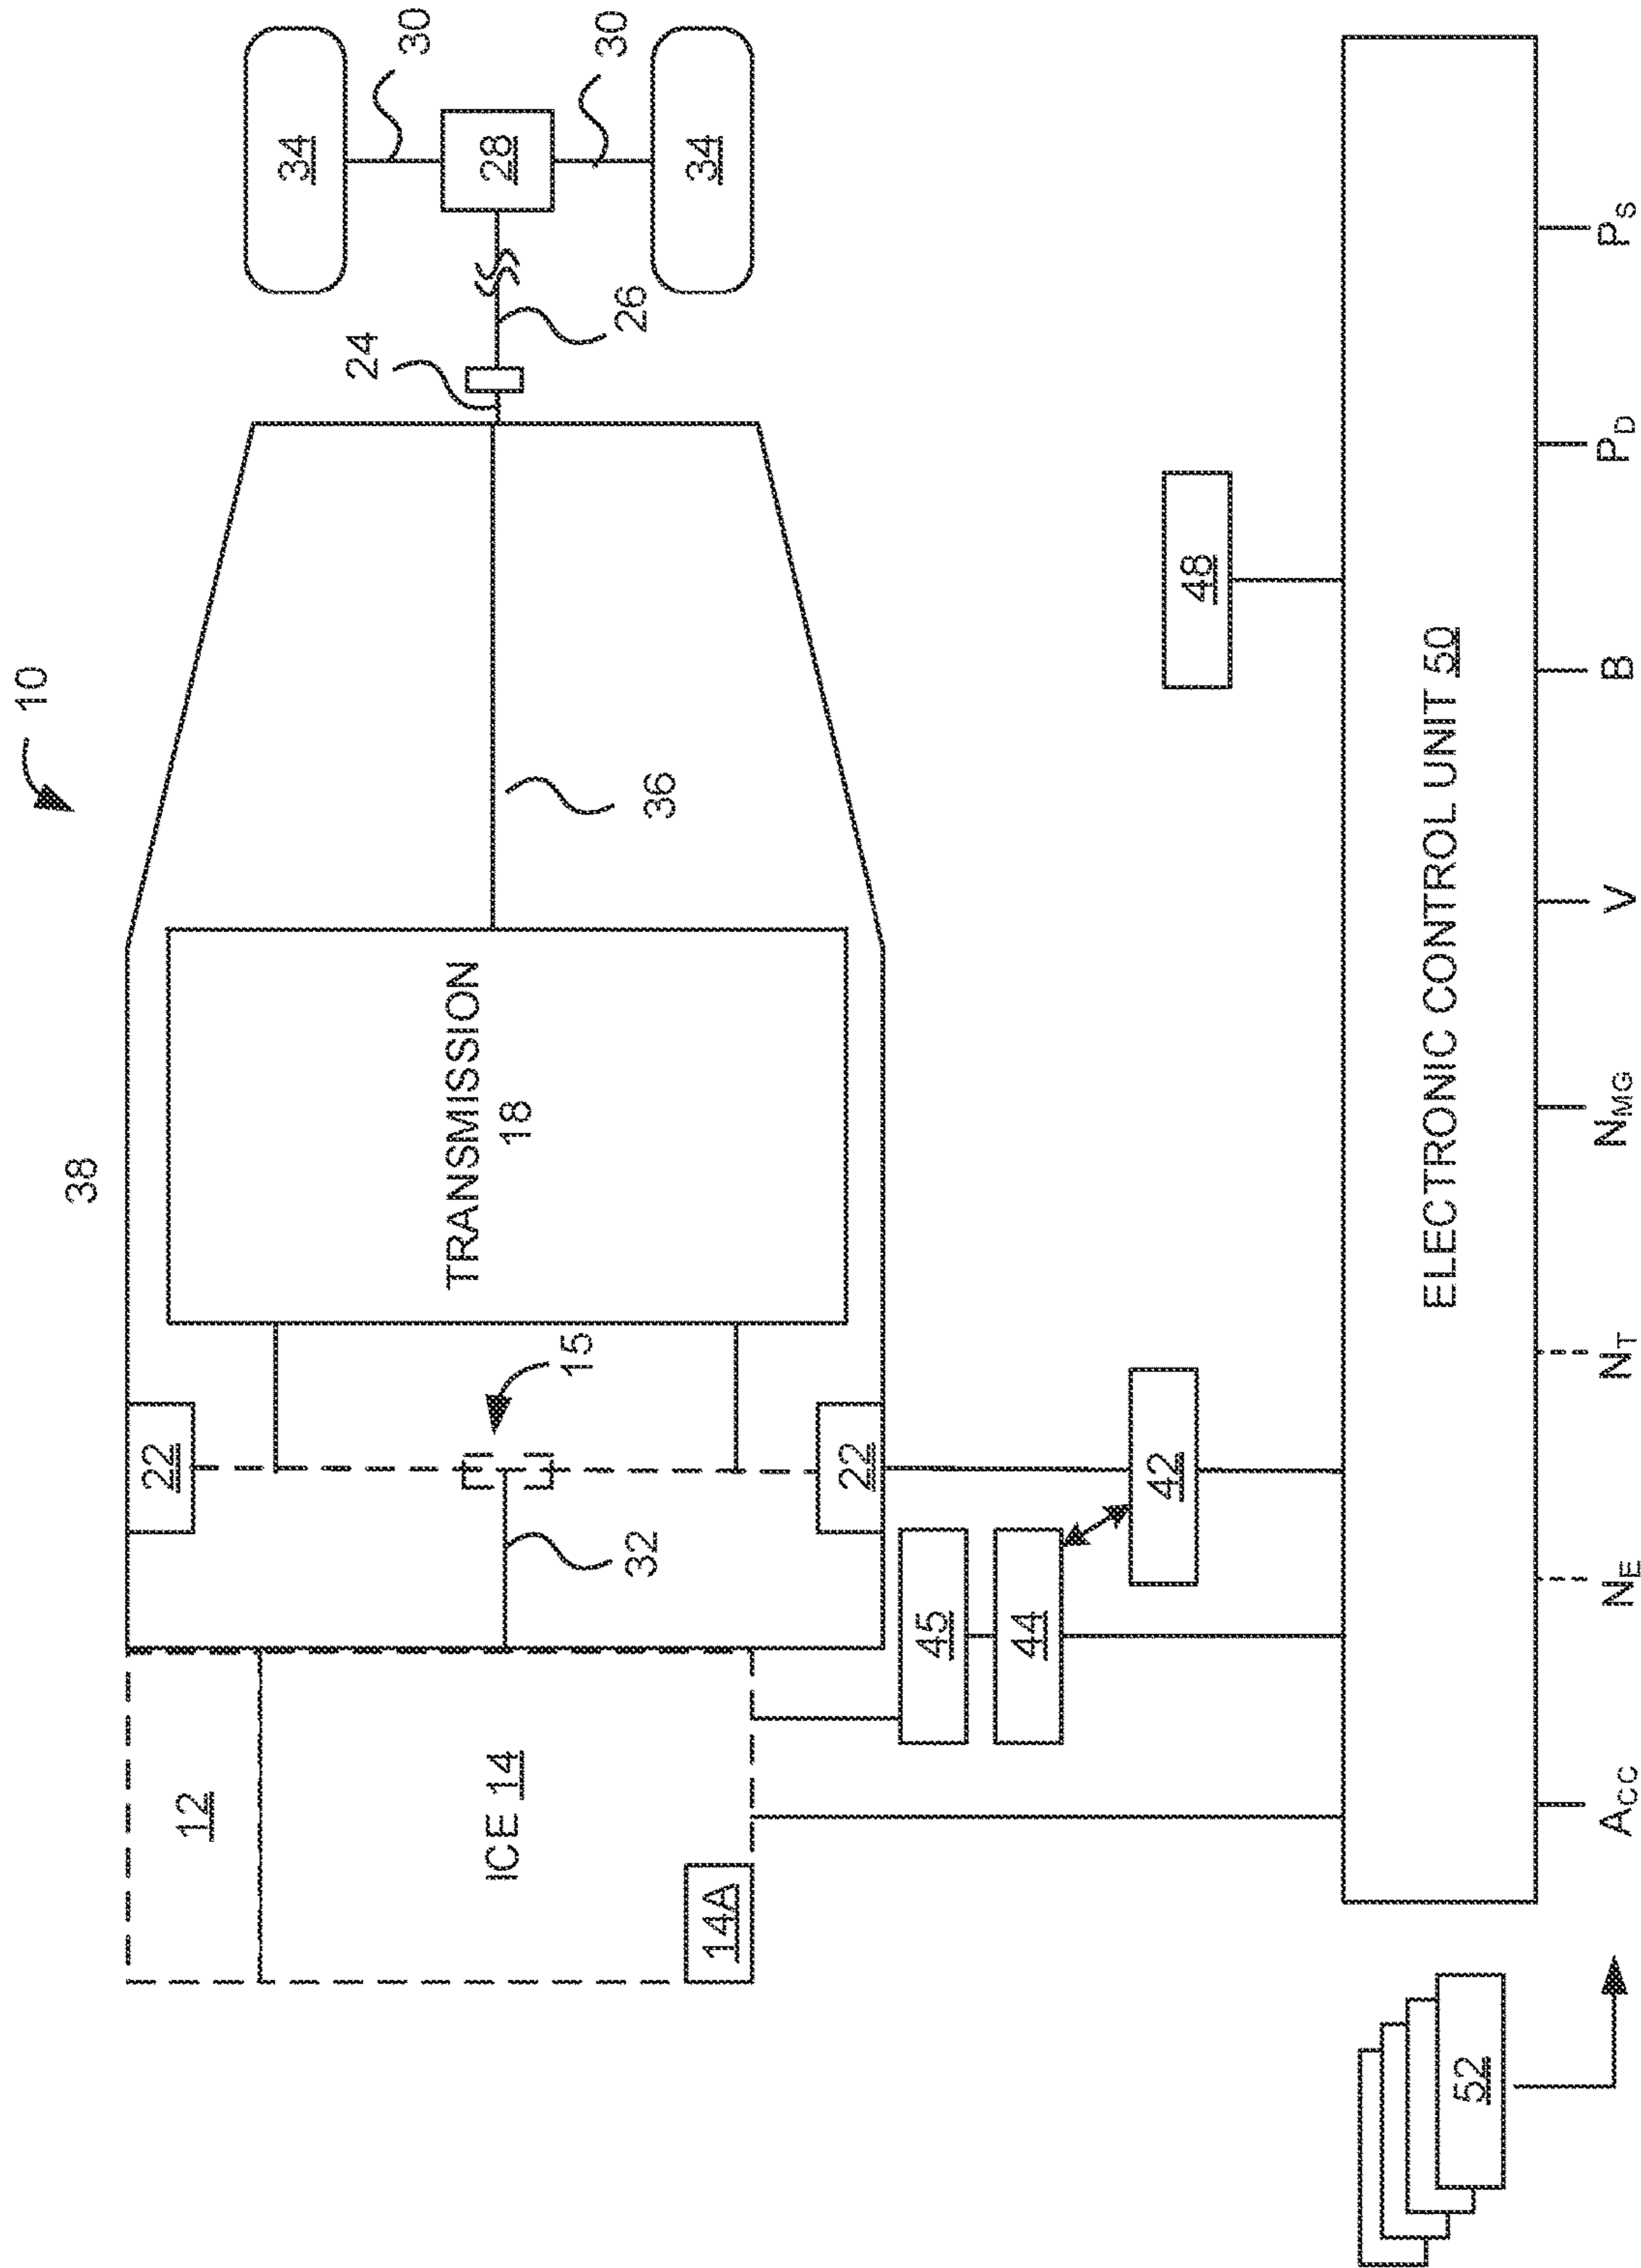 10
38
12
22
TRANSMISSION
18
15
ICE 14
14A
32
22
36
24
26
34
30
28
30
34
45
44
42
48
ELECTRONIC CONTROL UNIT 50
52
ACC
NE
NT
NMG
V
B
PD
PS